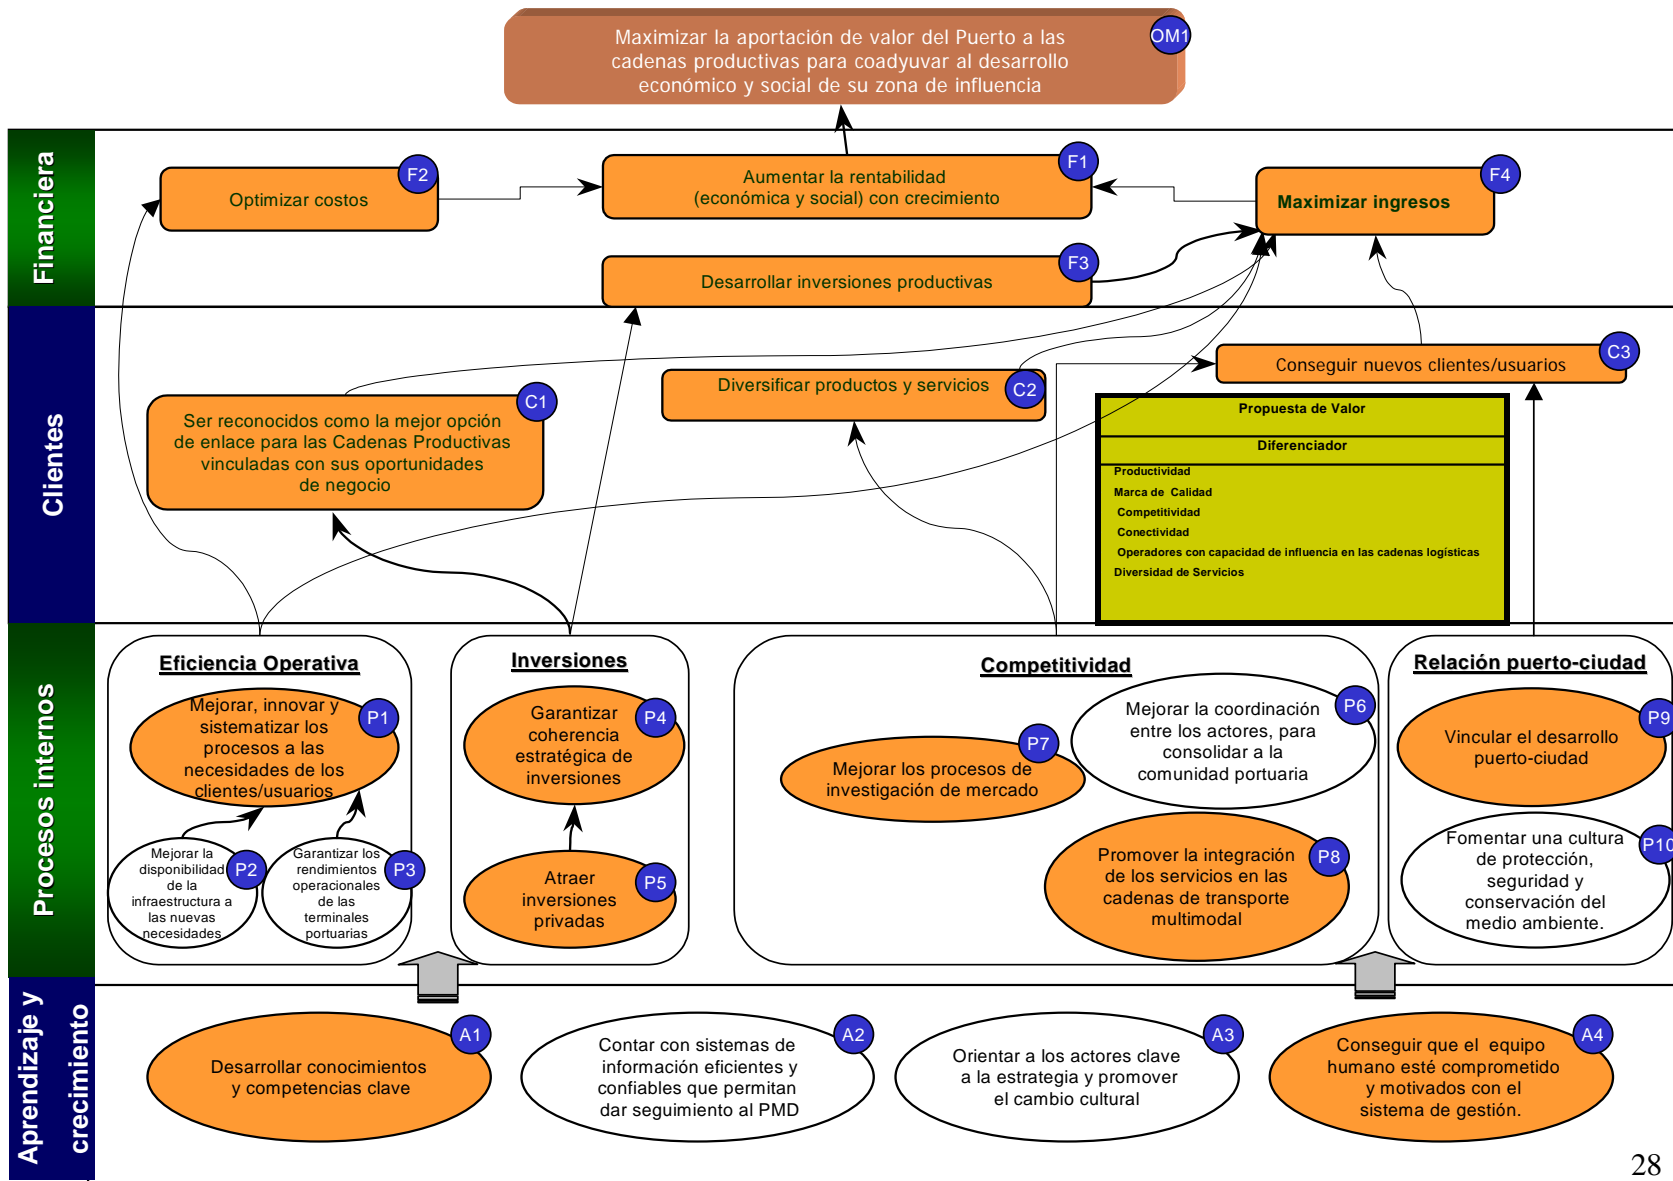 Maximizar la aportación de valor del Puerto a las
cadenas productivas para coadyuvar al desarrollo
económico y social de su zona de influencia
OM1
Financiera
Optimizar costos
F2
Aumentar la rentabilidad
(económica y social) con crecimiento
F1
Maximizar ingresos
F4
Desarrollar inversiones productivas
F3
Clientes
Ser reconocidos como la mejor opción
de enlace para las Cadenas Productivas
vinculadas con sus oportunidades
de negocio
C1
Diversificar productos y servicios
C2
Conseguir nuevos clientes/usuarios
C3
Propuesta de Valor
Diferenciador
Productividad
Marca de Calidad
Competitividad
Conectividad
Operadores con capacidad de influencia en las cadenas logísticas
Diversidad de Servicios
Procesos internos
Eficiencia Operativa
Mejorar, innovar y
sistematizar los
procesos a las
necesidades de los
clientes/usuarios
P1
Mejorar la
disponibilidad
de la
infraestructura a
las nuevas
necesidades
P2
Garantizar los
rendimientos
operacionales
de las
terminales
portuarias
P3
Inversiones
Garantizar
coherencia
estratégica de
inversiones
P4
Atraer
inversiones
privadas
P5
Competitividad
Mejorar la coordinación
entre los actores, para
consolidar a la
comunidad portuaria
P6
Mejorar los procesos de
investigación de mercado
P7
Promover la integración
de los servicios en las
cadenas de transporte
multimodal
P8
Relación puerto-ciudad
Vincular el desarrollo
puerto-ciudad
P9
Fomentar una cultura
de protección,
seguridad y
conservación del
medio ambiente.
P10
Aprendizaje y
crecimiento
Desarrollar conocimientos
y competencias clave
A1
Contar con sistemas de
información eficientes y
confiables que permitan
dar seguimiento al PMD
A2
Orientar a los actores clave
a la estrategia y promover
el cambio cultural
A3
Conseguir que el equipo
humano esté comprometido
y motivados con el
sistema de gestión.
A4
28